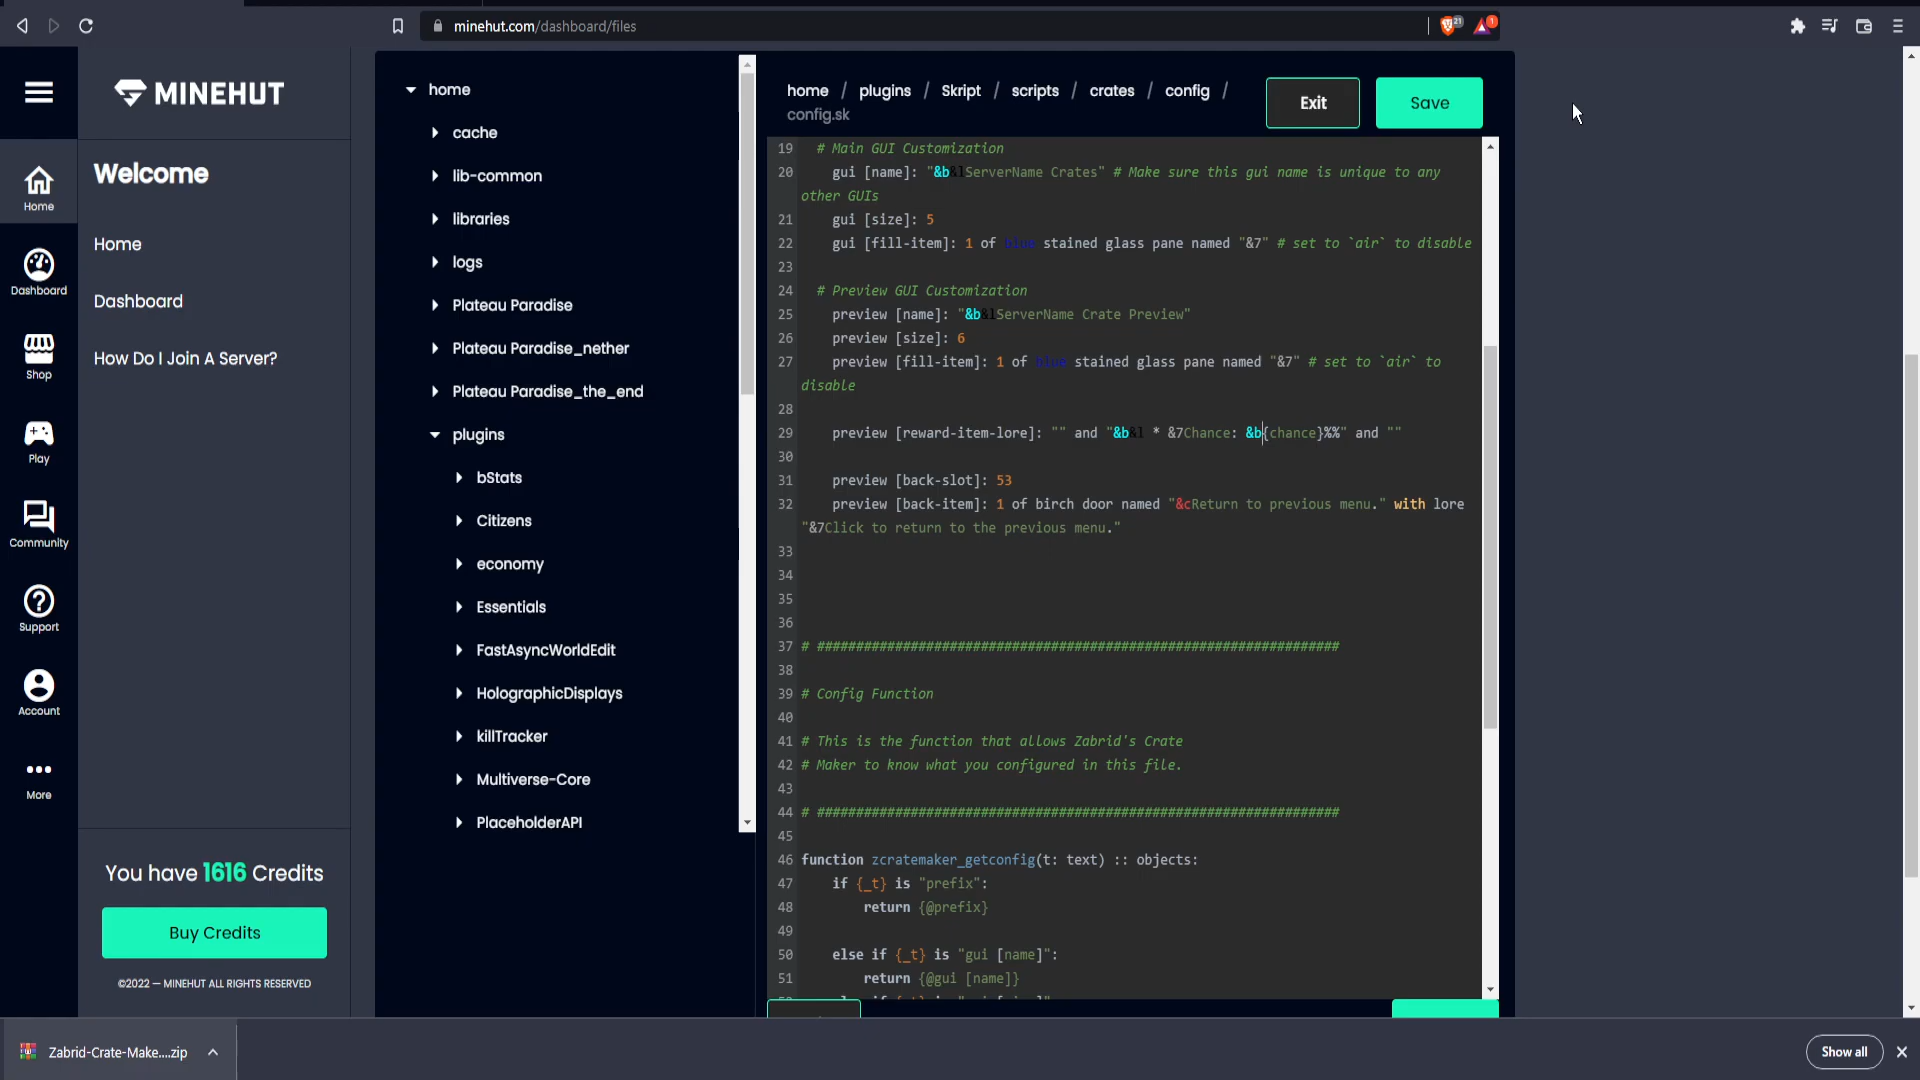 minehut.com/dashboard/files
21
1
MINEHUT
Welcome
Home
Dashboard
How Do I Join A Server?
Home
Dashboard
Shop
Play
Community
Support
Account
More
You have 1616 Credits
Buy Credits
©2022 — MINEHUT ALL RIGHTS RESERVED
home
cache
lib-common
libraries
logs
Plateau Paradise
Plateau Paradise_nether
Plateau Paradise_the_end
plugins
bStats
Citizens
economy
Essentials
FastAsyncWorldEdit
HolographicDisplays
killTracker
Multiverse-Core
PlaceholderAPI
home / plugins / Skript / scripts / crates / config /
config.sk
Exit
Save
19 # Main GUI Customization
20 gui [name]: "&b&lServerName Crates" # Make sure this gui name is unique to any
other GUIs
21 gui [size]: 5
22 gui [fill-item]: 1 of blue stained glass pane named "&7" # set to `air` to disable
23
24 # Preview GUI Customization
25 preview [name]: "&b&lServerName Crate Preview"
26 preview [size]: 6
27 preview [fill-item]: 1 of blue stained glass pane named "&7" # set to `air` to
disable
28
29 preview [reward-item-lore]: "" and "&b&l * &7Chance: &b{chance}%%" and ""
30
31 preview [back-slot]: 53
32 preview [back-item]: 1 of birch door named "&cReturn to previous menu." with lore
"&7Click to return to the previous menu."
33
34
35
36
37 # ###################################################################
38
39 # Config Function
40
41 # This is the function that allows Zabrid's Crate
42 # Maker to know what you configured in this file.
43
44 # ###################################################################
45
46 function zcratemaker_getconfig(t: text) :: objects:
47 if {_t} is "prefix":
48 return {@prefix}
49
50 else if {_t} is "gui [name]":
51 return {@gui [name]}
Zabrid-Crate-Make....zip
Show all